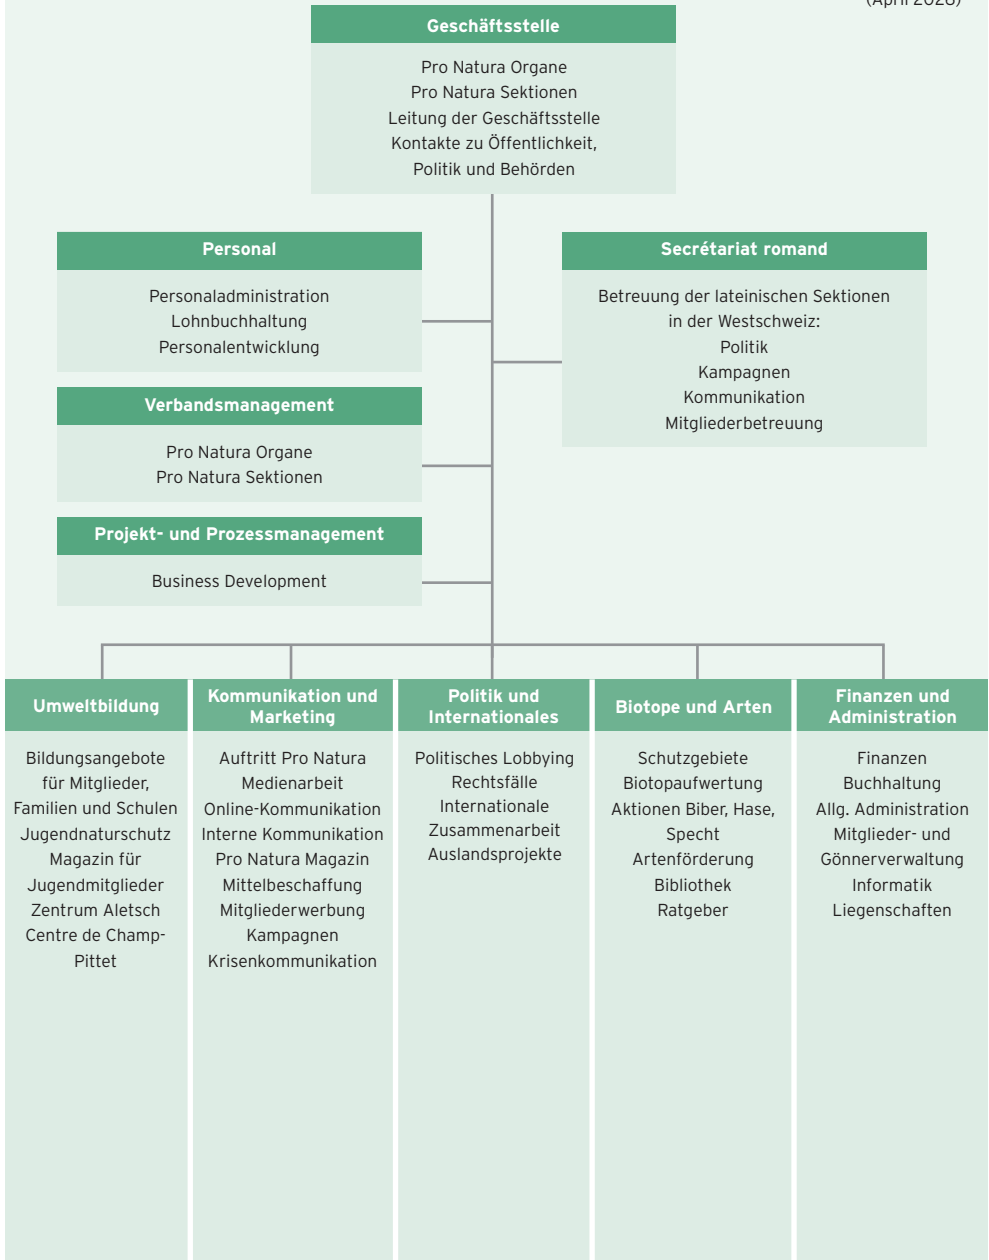 (April 2026)
Geschäftsstelle
Pro Natura Organe
Pro Natura Sektionen
Leitung der Geschäftsstelle
Kontakte zu Öffentlichkeit,
Politik und Behörden
Personal
Personaladministration
Lohnbuchhaltung
Personalentwicklung
Secrétariat romand
Betreuung der lateinischen Sektionen
in der Westschweiz:
Politik
Kampagnen
Kommunikation
Mitgliederbetreuung
Verbandsmanagement
Pro Natura Organe
Pro Natura Sektionen
Projekt- und Prozessmanagement
Business Development
Umweltbildung
Bildungsangebote
für Mitglieder,
Familien und Schulen
Jugendnaturschutz
Magazin für
Jugendmitglieder
Zentrum Aletsch
Centre de Champ-
Pittet
Kommunikation und
Marketing
Auftritt Pro Natura
Medienarbeit
Online-Kommunikation
Interne Kommunikation
Pro Natura Magazin
Mittelbeschaffung
Mitgliederwerbung
Kampagnen
Krisenkommunikation
Politik und
Internationales
Politisches Lobbying
Rechtsfälle
Internationale
Zusammenarbeit
Auslandsprojekte
Biotope und Arten
Schutzgebiete
Biotopaufwertung
Aktionen Biber, Hase,
Specht
Artenförderung
Bibliothek
Ratgeber
Finanzen und
Administration
Finanzen
Buchhaltung
Allg. Administration
Mitglieder- und
Gönnerverwaltung
Informatik
Liegenschaften